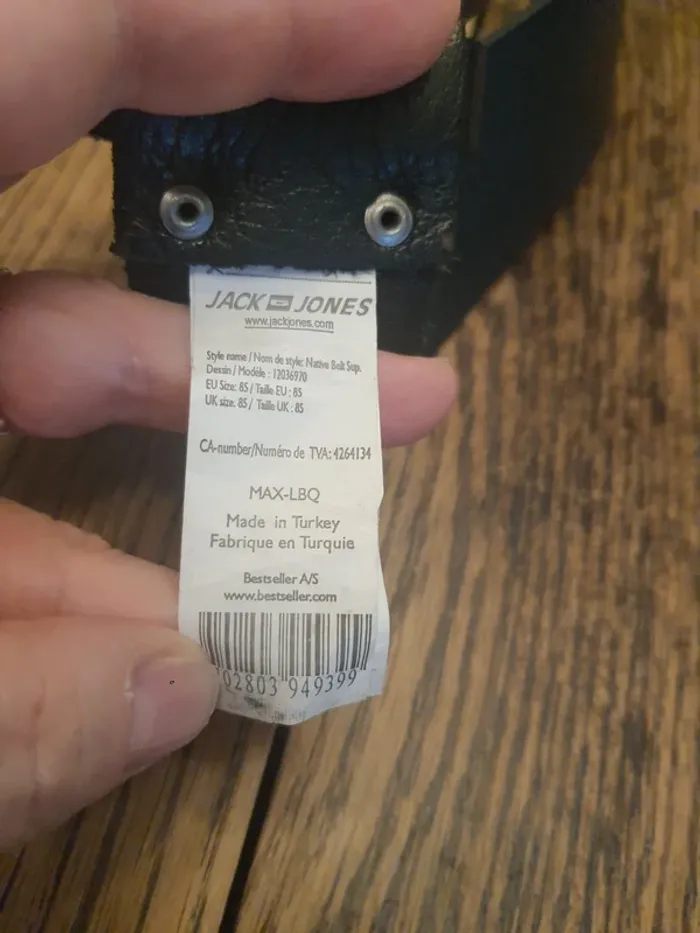 JACK JONES
www.jackjones.com
Style name / Nom de style: Native Belt Sup.
Dessin / Modèle : 12036970
EU Size: 85 / Taille EU : 85
UK size: 85 / Taille UK : 85
CA-number/Numéro de TVA: 4264134
MAX-LBQ
Made in Turkey
Fabrique en Turquie
Bestseller A/S
www.bestseller.com
02803 949399